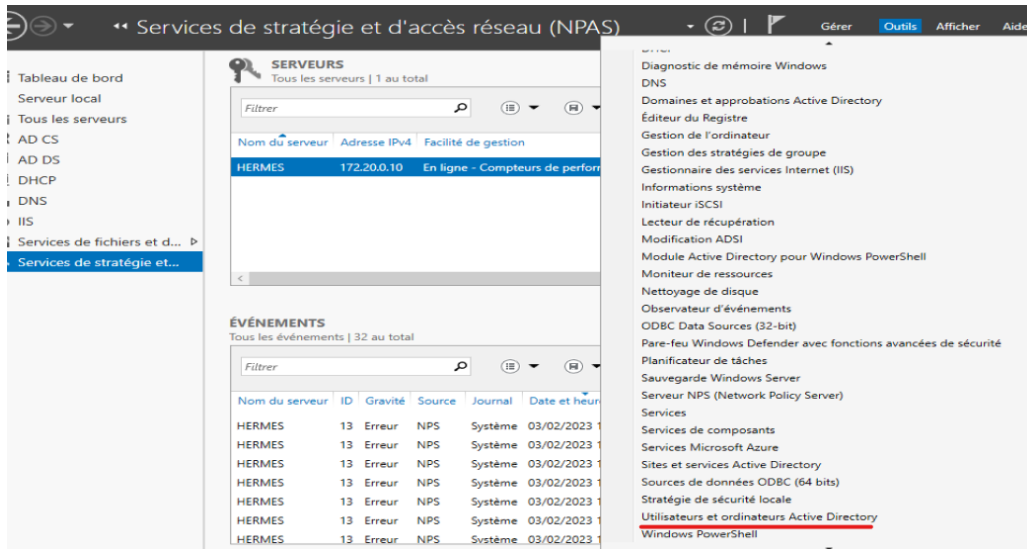 ◂◂ Services de stratégie et d'accès réseau (NPAS)
Gérer Outils Afficher Aide
Tableau de bord
Serveur local
Tous les serveurs
AD CS
AD DS
DHCP
DNS
IIS
Services de fichiers et d...
Services de stratégie et...
SERVEURS
Tous les serveurs | 1 au total
Filtrer
Nom du serveur Adresse IPv4 Facilité de gestion
HERMES 172.20.0.10 En ligne - Compteurs de perfor
ÉVÉNEMENTS
Tous les événements | 32 au total
Filtrer
Nom du serveur ID Gravité Source Journal Date et heur
HERMES 13 Erreur NPS Système 03/02/2023 1
HERMES 13 Erreur NPS Système 03/02/2023 1
HERMES 13 Erreur NPS Système 03/02/2023 1
HERMES 13 Erreur NPS Système 03/02/2023 1
HERMES 13 Erreur NPS Système 03/02/2023 1
HERMES 13 Erreur NPS Système 03/02/2023 1
HERMES 13 Erreur NPS Système 03/02/2023 1
DHCP
Diagnostic de mémoire Windows
DNS
Domaines et approbations Active Directory
Éditeur du Registre
Gestion de l'ordinateur
Gestion des stratégies de groupe
Gestionnaire des services Internet (IIS)
Informations système
Initiateur iSCSI
Lecteur de récupération
Modification ADSI
Module Active Directory pour Windows PowerShell
Moniteur de ressources
Nettoyage de disque
Observateur d'événements
ODBC Data Sources (32-bit)
Pare-feu Windows Defender avec fonctions avancées de sécurité
Planificateur de tâches
Sauvegarde Windows Server
Serveur NPS (Network Policy Server)
Services
Services de composants
Services Microsoft Azure
Sites et services Active Directory
Sources de données ODBC (64 bits)
Stratégie de sécurité locale
Utilisateurs et ordinateurs Active Directory
Windows PowerShell